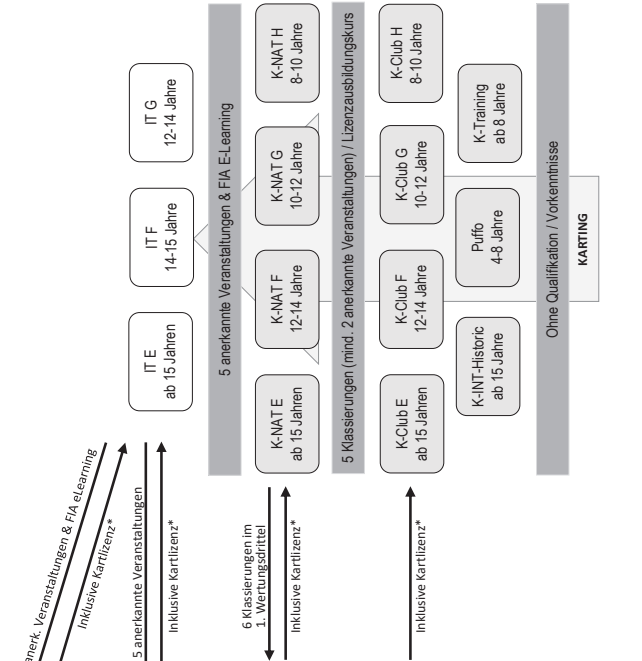 IT E
ab 15 Jahren
IT F
14-15 Jahre
IT G
12-14 Jahre
anerk. Veranstaltungen & FIA eLearning
Inklusive Kartlizenz*
5 anerkannte Veranstaltungen
Inklusive Kartlizenz*
5 anerkannte Veranstaltungen & FIA E-Learning
K-NAT E
ab 15 Jahren
K-NAT F
12-14 Jahre
K-NAT G
10-12 Jahre
K-NAT H
8-10 Jahre
6 Klassierungen im
1. Wertungsdrittel
Inklusive Kartlizenz*
5 Klassierungen (mind. 2 anerkannte Veranstaltungen) / Lizenzausbildungskurs
K-Club E
ab 15 Jahren
K-Club F
12-14 Jahre
K-Club G
10-12 Jahre
K-Club H
8-10 Jahre
Inklusive Kartlizenz*
K-INT-Historic
ab 15 Jahre
Puffo
4-8 Jahre
K-Training
ab 8 Jahre
Ohne Qualifikation / Vorkenntnisse
KARTING